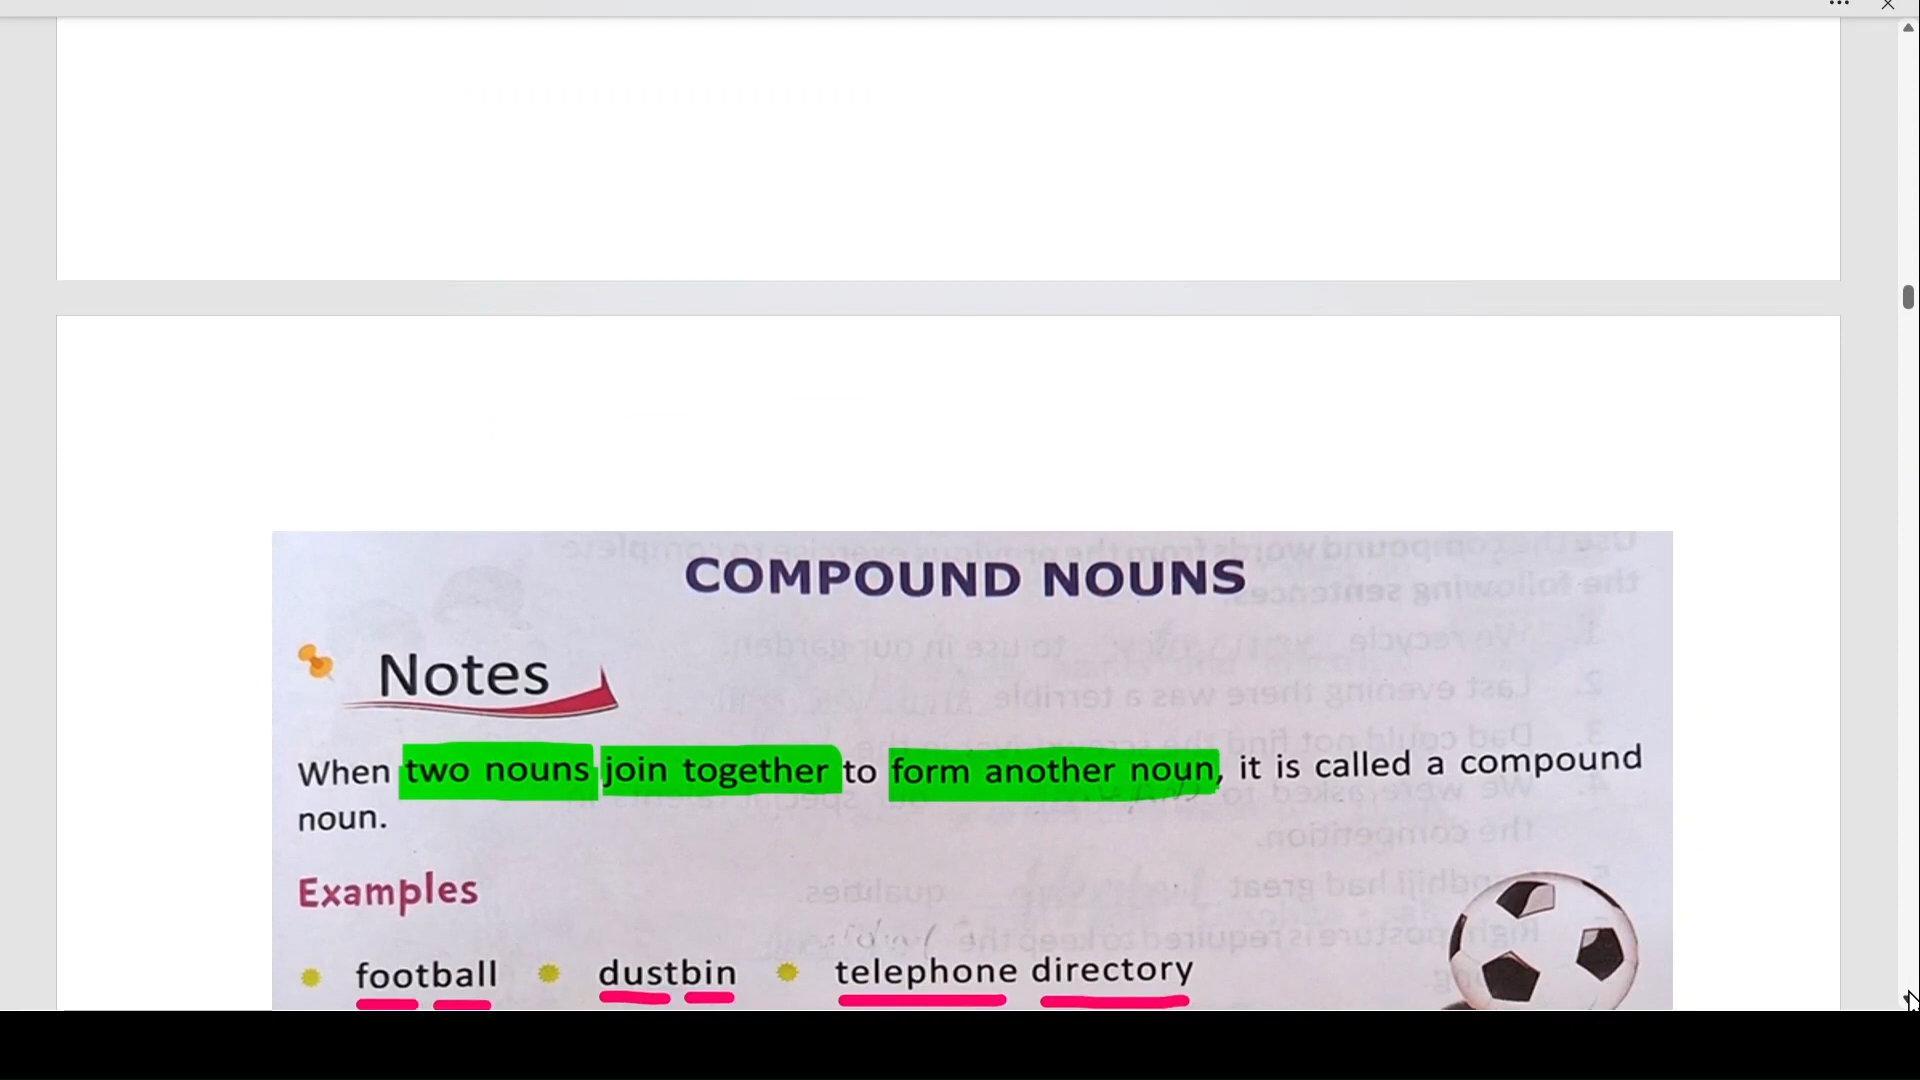 COMPOUND NOUNS
Notes
When two nouns join together to form another noun, it is called a compound
noun.
Examples
football dustbin telephone directory